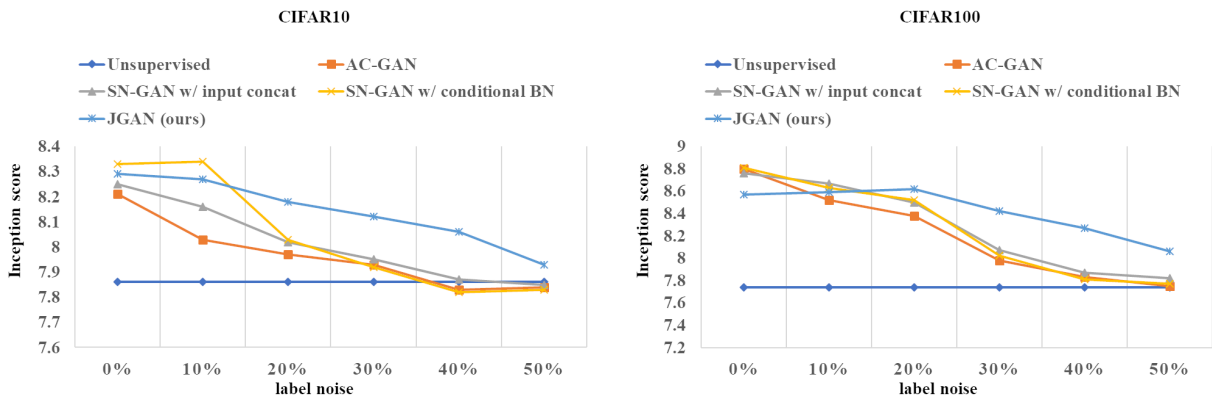 CIFAR10
Unsupervised
AC-GAN
SN-GAN w/ input concat
SN-GAN w/ conditional BN
JGAN (ours)
8.4
8.3
8.2
8.1
8
7.9
7.8
7.7
7.6
Inception score
0% 10% 20% 30% 40% 50%
label noise
CIFAR100
Unsupervised
AC-GAN
SN-GAN w/ input concat
SN-GAN w/ conditional BN
JGAN (ours)
9
8.8
8.6
8.4
8.2
8
7.8
7.6
7.4
7.2
Inception score
0% 10% 20% 30% 40% 50%
label noise